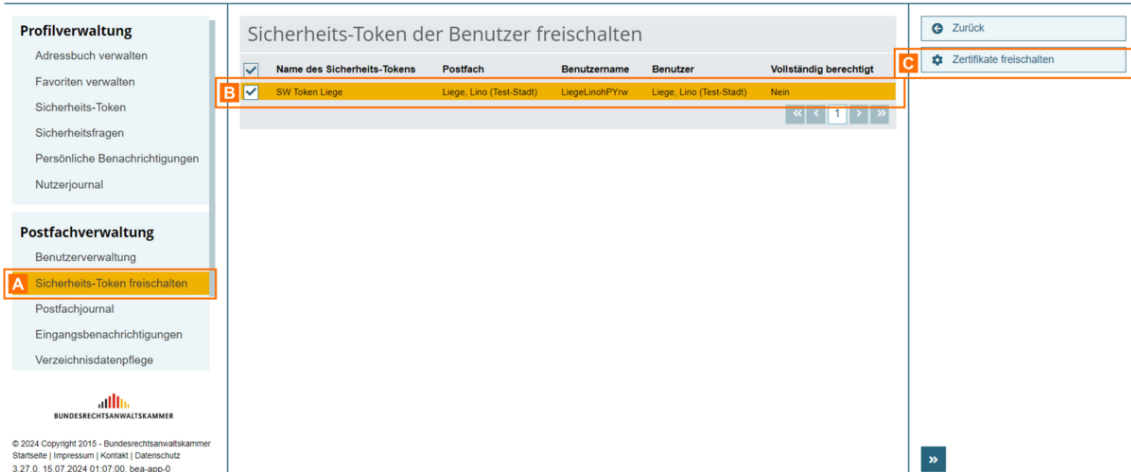 Profilverwaltung
Adressbuch verwalten
Favoriten verwalten
Sicherheits-Token
Sicherheitsfragen
Persönliche Benachrichtigungen
Nutzerjournal
Postfachverwaltung
Benutzerverwaltung
A Sicherheits-Token freischalten
Postfachjournal
Eingangsbenachrichtigungen
Verzeichnisdatenpflege
BUNDESRECHTSANWALTSKAMMER
© 2024 Copyright 2015 - Bundesrechtsanwaltskammer
Startseite | Impressum | Kontakt | Datenschutz
3.27.0, 15.07.2024 01:07:00, bea-app-0
Sicherheits-Token der Benutzer freischalten
Name des Sicherheits-Tokens Postfach Benutzername Benutzer Vollständig berechtigt
B SW Token Liege Liege, Lino (Test-Stadt) LiegeLinohPYrw Liege, Lino (Test-Stadt) Nein
« < 1 > »
Zurück
C Zertifikate freischalten
»